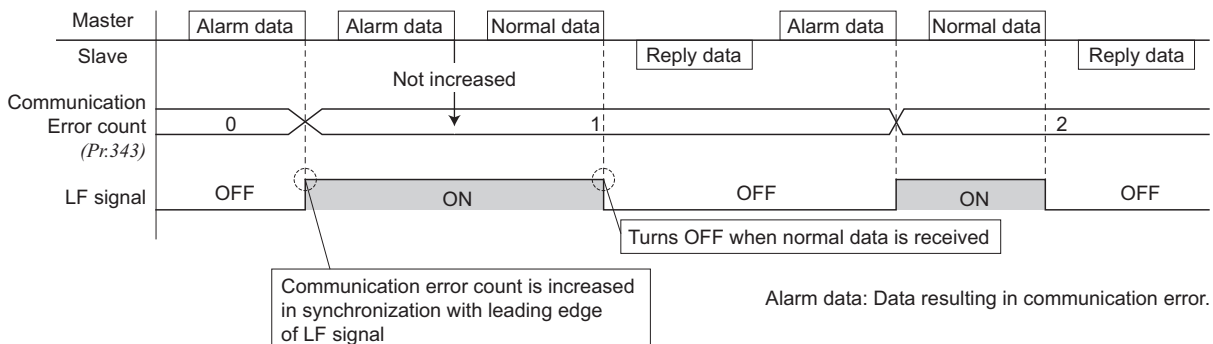 Master
Alarm data
Alarm data
Normal data
Alarm data
Normal data
Slave
Reply data
Reply data
Not increased
Communication
Error count
(Pr.343)
0
1
2
LF signal
OFF
ON
OFF
ON
OFF
Turns OFF when normal data is received
Communication error count is increased
in synchronization with leading edge
of LF signal
Alarm data: Data resulting in communication error.